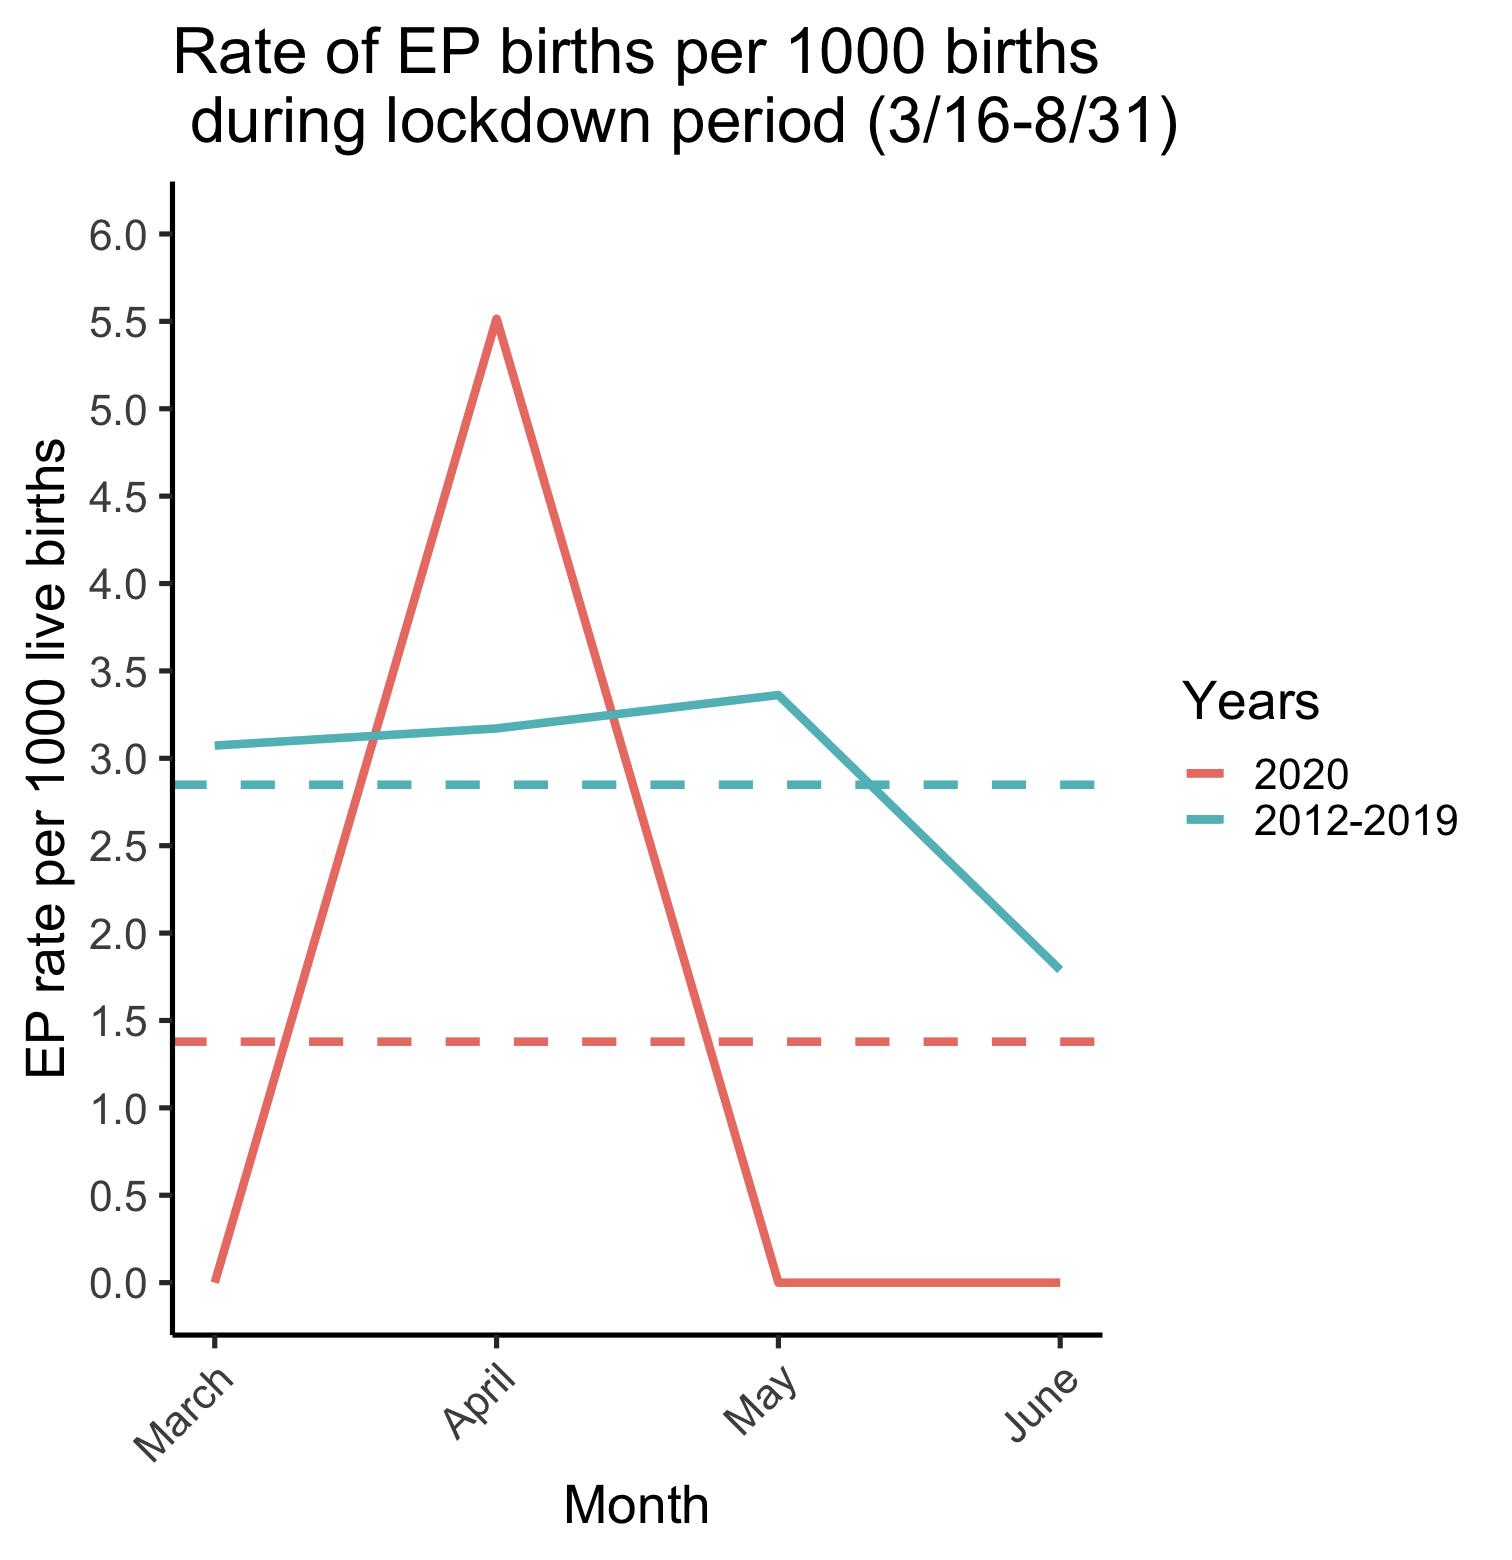 Rate of EP births per 1000 births
during lockdown period (3/16-8/31)
EP rate per 1000 live births
6.0
5.5
5.0
4.5
4.0
3.5
3.0
2.5
2.0
1.5
1.0
0.5
0.0
March
April
May
June
Month
Years
2020
2012-2019